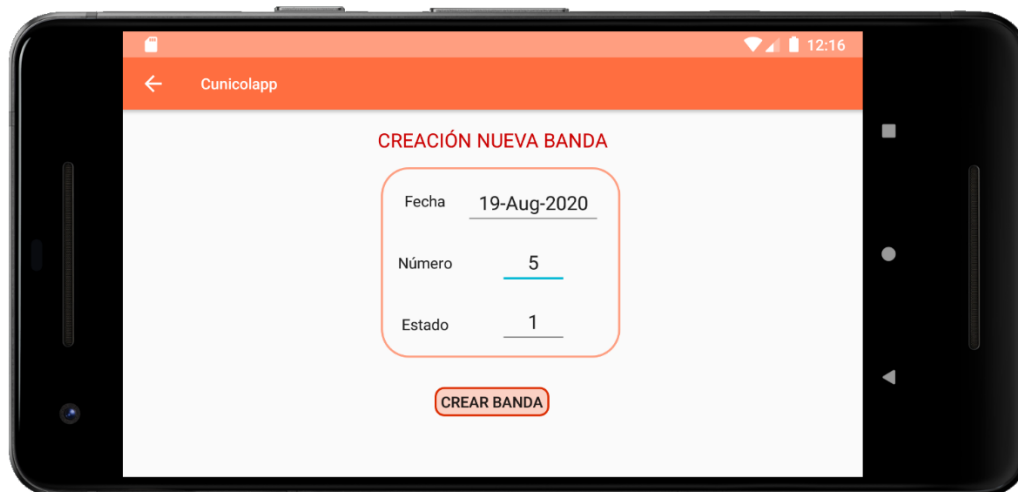 12:16
Cunicolapp
CREACIÓN NUEVA BANDA
Fecha 19-Aug-2020
Número 5
Estado 1
CREAR BANDA